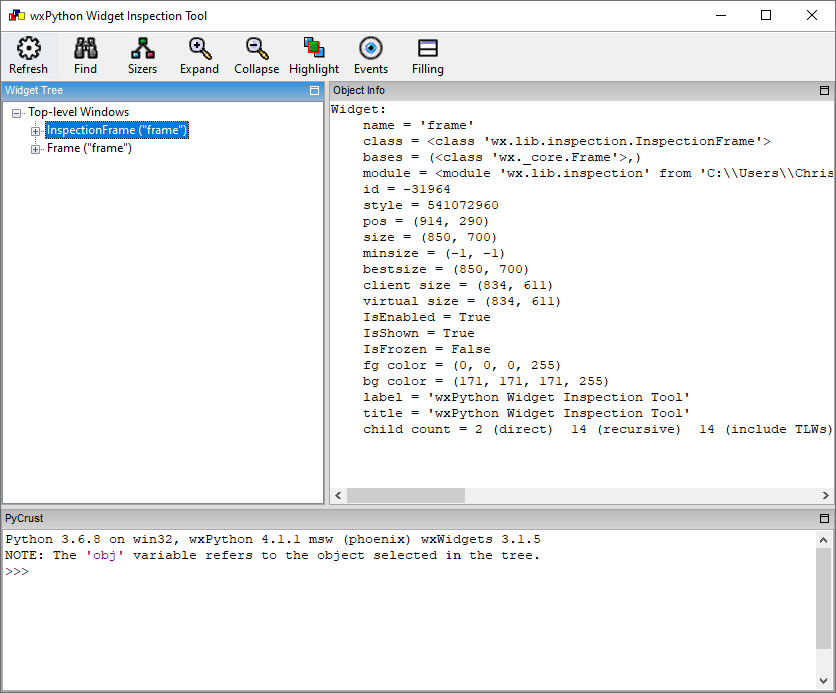 wxPython Widget Inspection Tool
Refresh Find Sizers Expand Collapse Highlight Events Filling
Widget Tree
Top-level Windows
InspectionFrame ("frame")
Frame ("frame")
Object Info
Widget:
name = 'frame'
class = <class 'wx.lib.inspection.InspectionFrame'>
bases = (<class 'wx._core.Frame'>,)
module = <module 'wx.lib.inspection' from 'C:\\Users\\Chris
id = -31964
style = 541072960
pos = (914, 290)
size = (850, 700)
minsize = (-1, -1)
bestsize = (850, 700)
client size = (834, 611)
virtual size = (834, 611)
IsEnabled = True
IsShown = True
IsFrozen = False
fg color = (0, 0, 0, 255)
bg color = (171, 171, 171, 255)
label = 'wxPython Widget Inspection Tool'
title = 'wxPython Widget Inspection Tool'
child count = 2 (direct)  14 (recursive)  14 (include TLWs)
PyCrust
Python 3.6.8 on win32, wxPython 4.1.1 msw (phoenix) wxWidgets 3.1.5
NOTE: The 'obj' variable refers to the object selected in the tree.
>>>